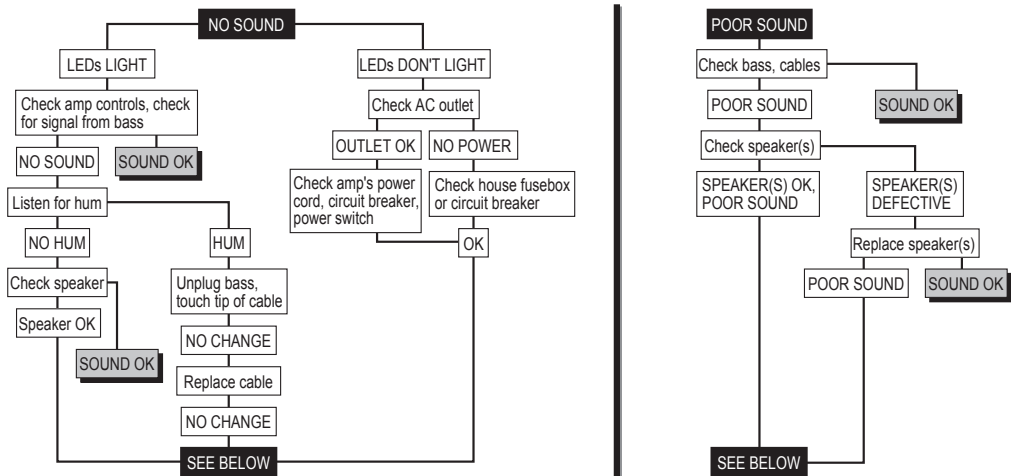 NO SOUND
LEDs LIGHT
Check amp controls, check
for signal from bass
NO SOUND
SOUND OK
Listen for hum
NO HUM
Check speaker
Speaker OK
SOUND OK
HUM
Unplug bass,
touch tip of cable
NO CHANGE
Replace cable
NO CHANGE
LEDs DON'T LIGHT
Check AC outlet
OUTLET OK
Check amp's power
cord, circuit breaker,
power switch
NO POWER
Check house fusebox
or circuit breaker
OK
SEE BELOW
POOR SOUND
Check bass, cables
POOR SOUND
SOUND OK
Check speaker(s)
SPEAKER(S) OK,
POOR SOUND
SPEAKER(S)
DEFECTIVE
Replace speaker(s)
POOR SOUND
SOUND OK
SEE BELOW